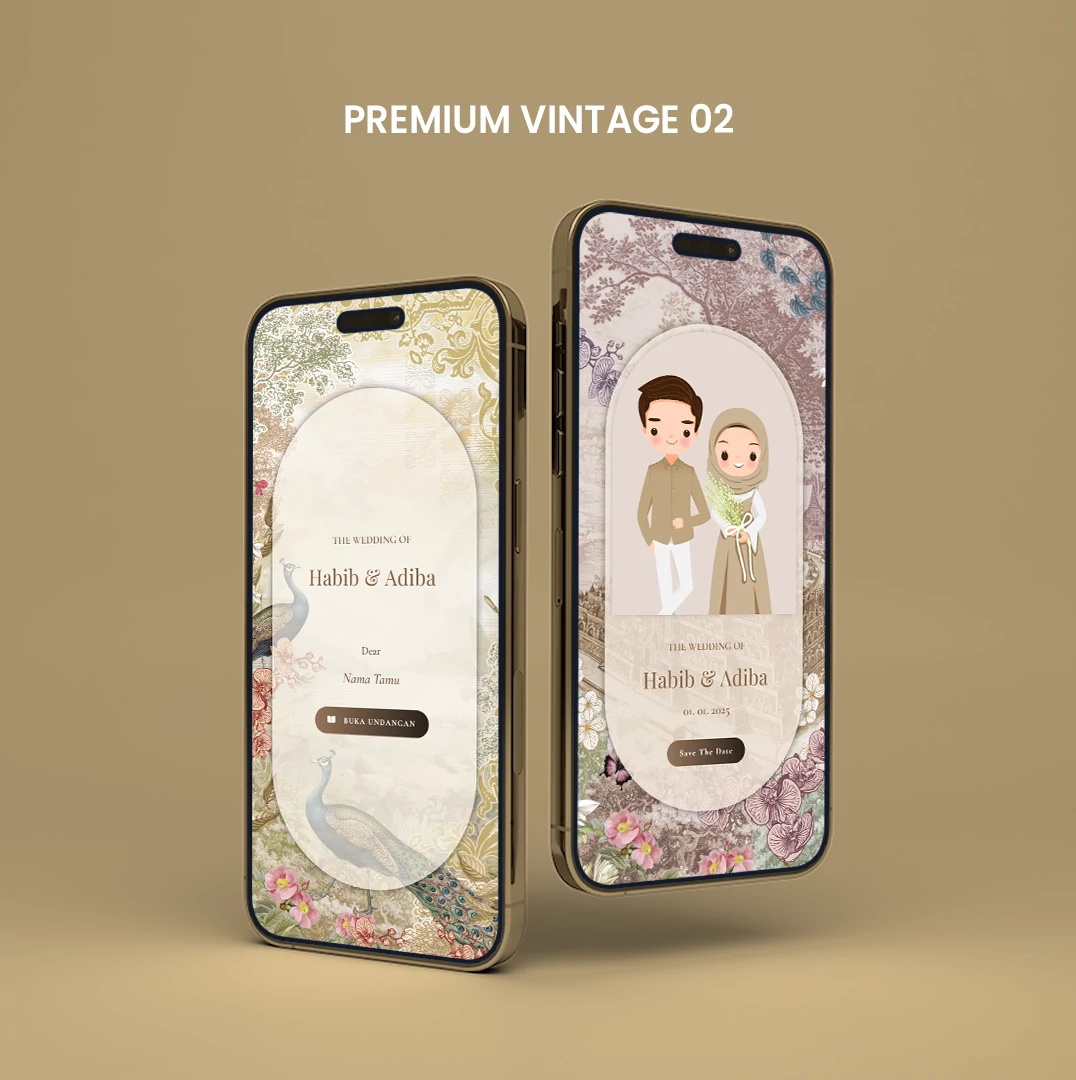 PREMIUM VINTAGE 02
THE WEDDING OF
Habib & Adiba
Dear
Nama Tamu
BUKA UNDANGAN
THE WEDDING OF
Habib & Adiba
01. 01. 2025
Save The Date